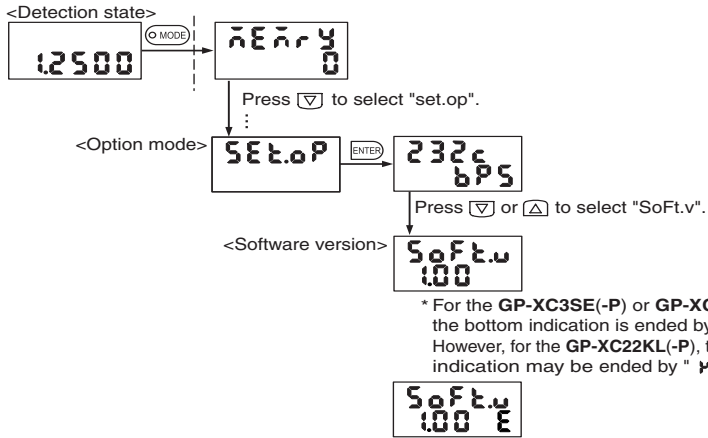 <Detection state>
1.2500
MODE
mEmry
0
Press to select "set.op".
<Option mode>
SEt.oP
ENTER
232c
bPS
Press or to select "SoFt.v".
<Software version>
SoFt.v
1.00
* For the GP-XC3SE(-P) or GP-XC
the bottom indication is ended by
However, for the GP-XC22KL(-P), t
indication may be ended by "
SoFt.v
1.00 E